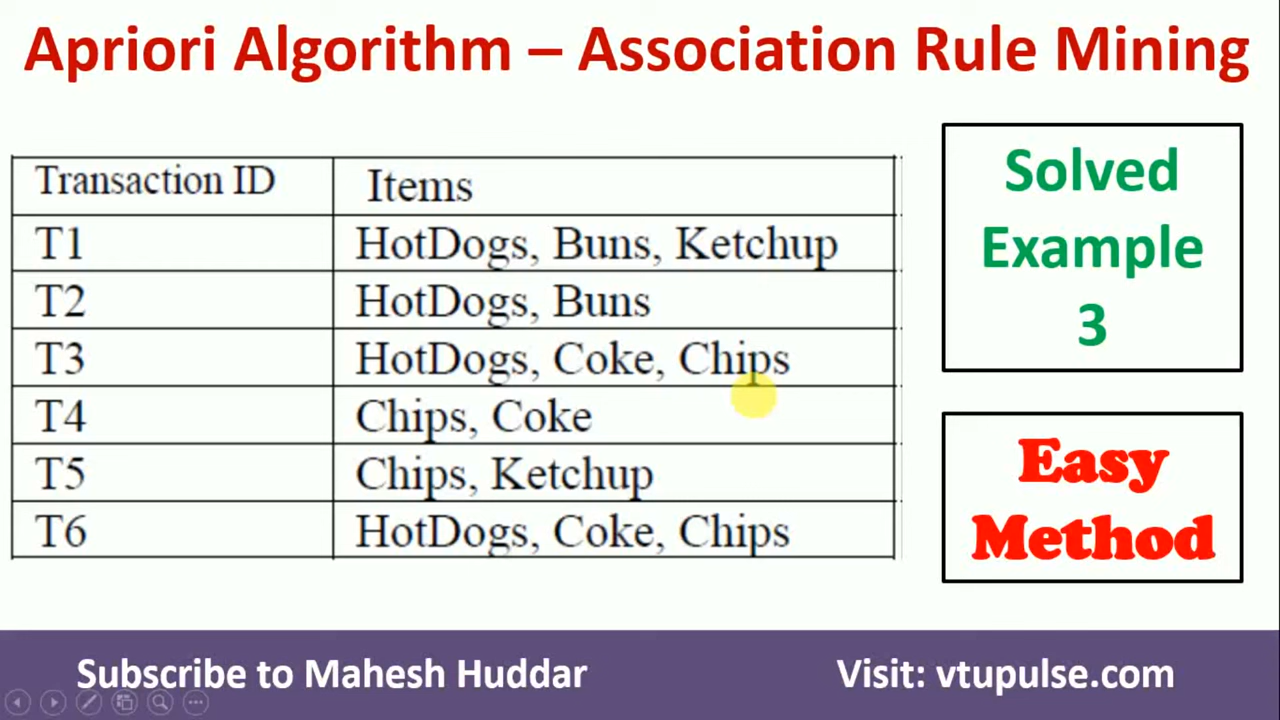 Apriori Algorithm – Association Rule Mining
Transaction ID Items
T1 HotDogs, Buns, Ketchup
T2 HotDogs, Buns
T3 HotDogs, Coke, Chips
T4 Chips, Coke
T5 Chips, Ketchup
T6 HotDogs, Coke, Chips
Solved
Example
3
Easy
Method
Subscribe to Mahesh Huddar
Visit: vtupulse.com